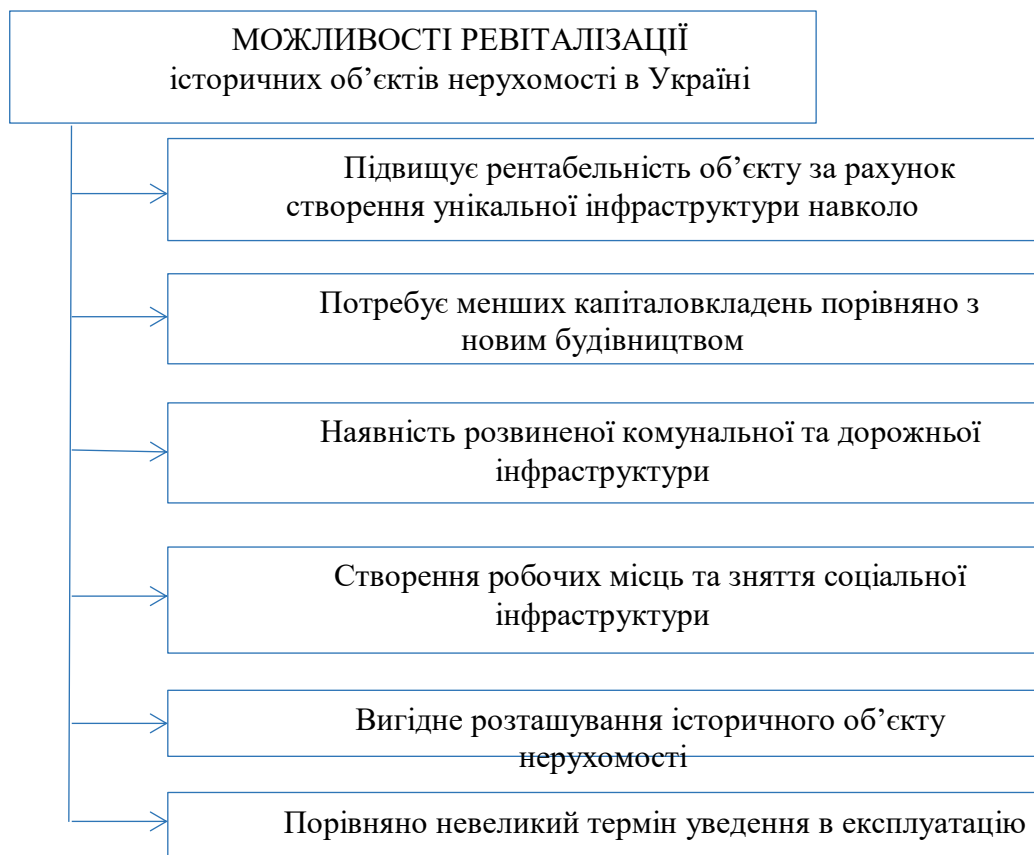 МОЖЛИВОСТІ РЕВІТАЛІЗАЦІЇ
історичних об’єктів нерухомості в Україні
Підвищує рентабельність об’єкту за рахунок
створення унікальної інфраструктури навколо
Потребує менших капіталовкладень порівняно з
новим будівництвом
Наявність розвиненої комунальної та дорожньої
інфраструктури
Створення робочих місць та зняття соціальної
інфраструктури
Вигідне розташування історичного об’єкту
нерухомості
Порівняно невеликий термін уведення в експлуатацію